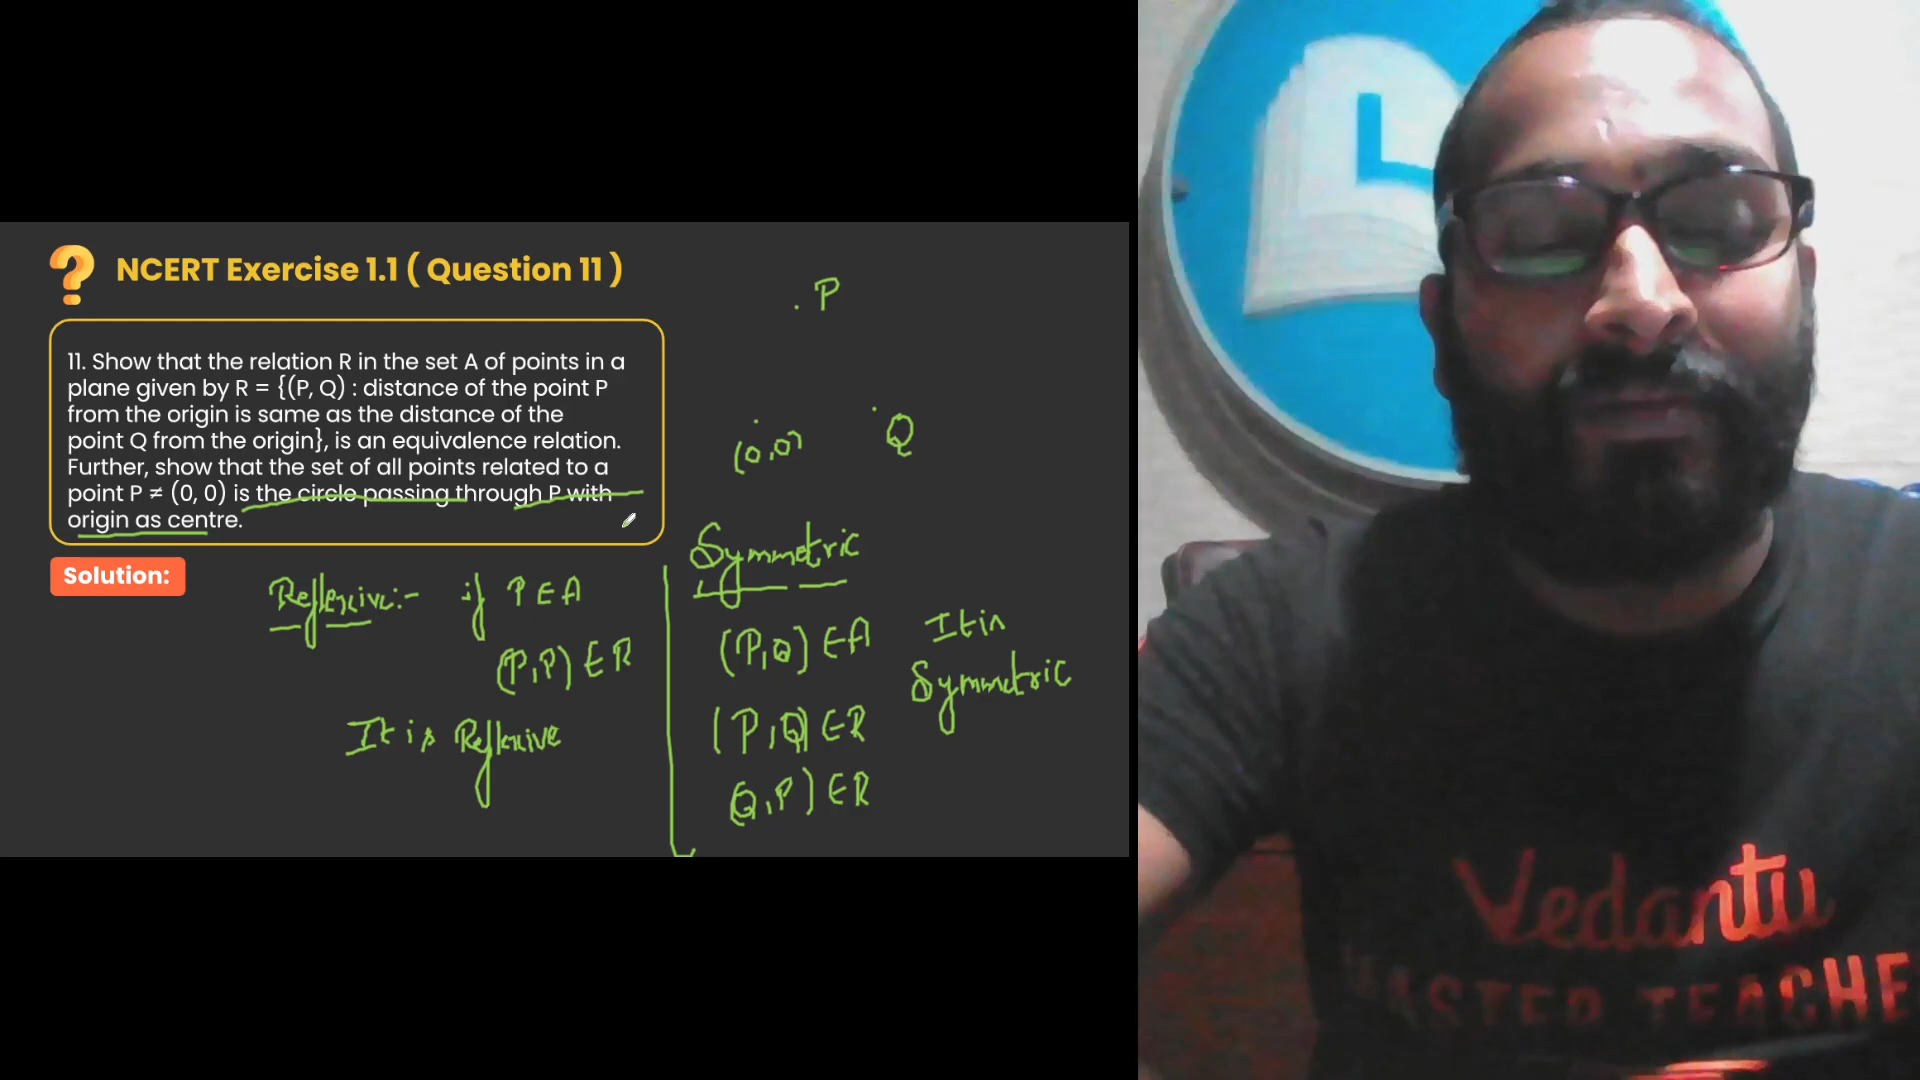 NCERT Exercise 1.1 ( Question 11 )
11. Show that the relation R in the set A of points in a
plane given by R = {(P, Q) : distance of the point P
from the origin is same as the distance of the
point Q from the origin}, is an equivalence relation.
Further, show that the set of all points related to a
point P ≠ (0, 0) is the circle passing through P with
origin as centre.
Solution:
. P
(0,0)
Q
Reflexive:- if P ∈ A
(P,P) ∈ R
It is Reflexive
Symmetric
(P,Q) ∈ A
(P,Q) ∈ R
(Q,P) ∈ R
It is
Symmetric
Vedantu
MASTER TEACHE